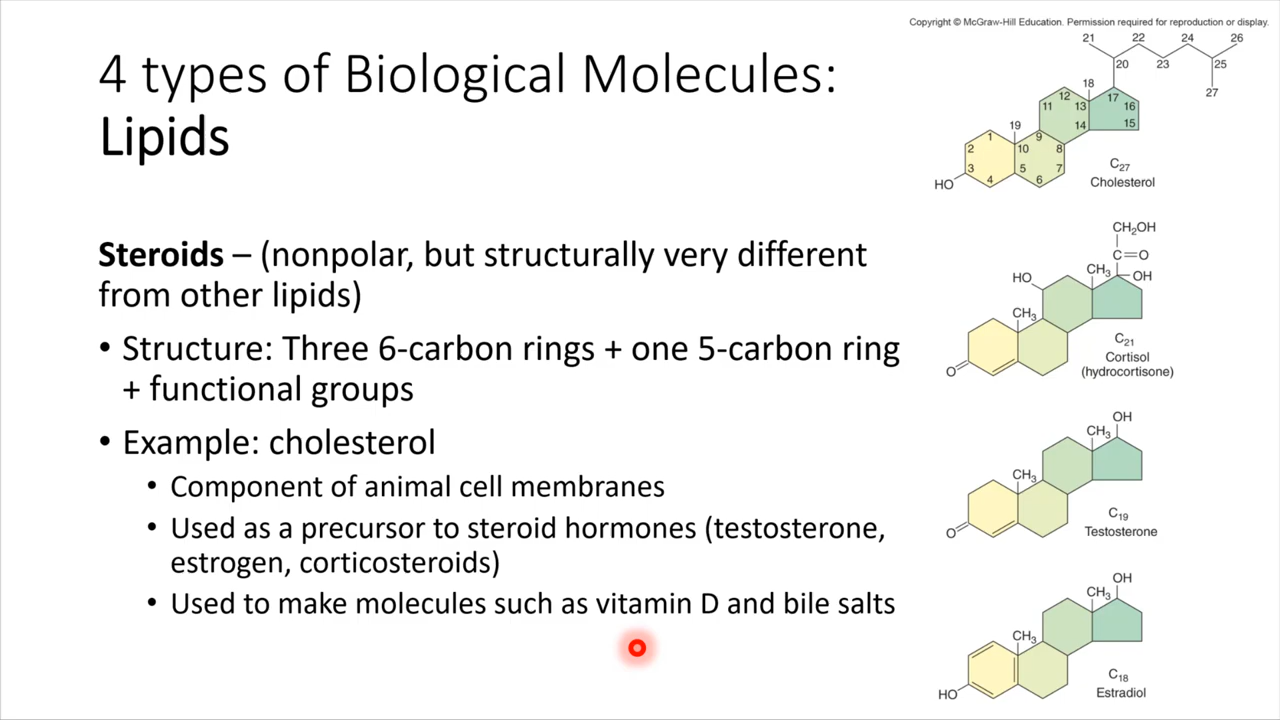 Copyright © McGraw-Hill Education. Permission required for reproduction or display.
4 types of Biological Molecules:
Lipids
Steroids – (nonpolar, but structurally very different
from other lipids)
• Structure: Three 6-carbon rings + one 5-carbon ring
+ functional groups
• Example: cholesterol
• Component of animal cell membranes
• Used as a precursor to steroid hormones (testosterone,
estrogen, corticosteroids)
• Used to make molecules such as vitamin D and bile salts
21 22 24 26
20 23 25
27
18
12 17
11 13 16
19 14 15
1 9
2 10 8
3 5 7
4 6
HO
C27
Cholesterol
CH2OH
C=O
CH3 OH
HO
CH3
O
C21
Cortisol
(hydrocortisone)
OH
CH3
CH3
O
C19
Testosterone
OH
CH3
CH3
HO
C18
Estradiol